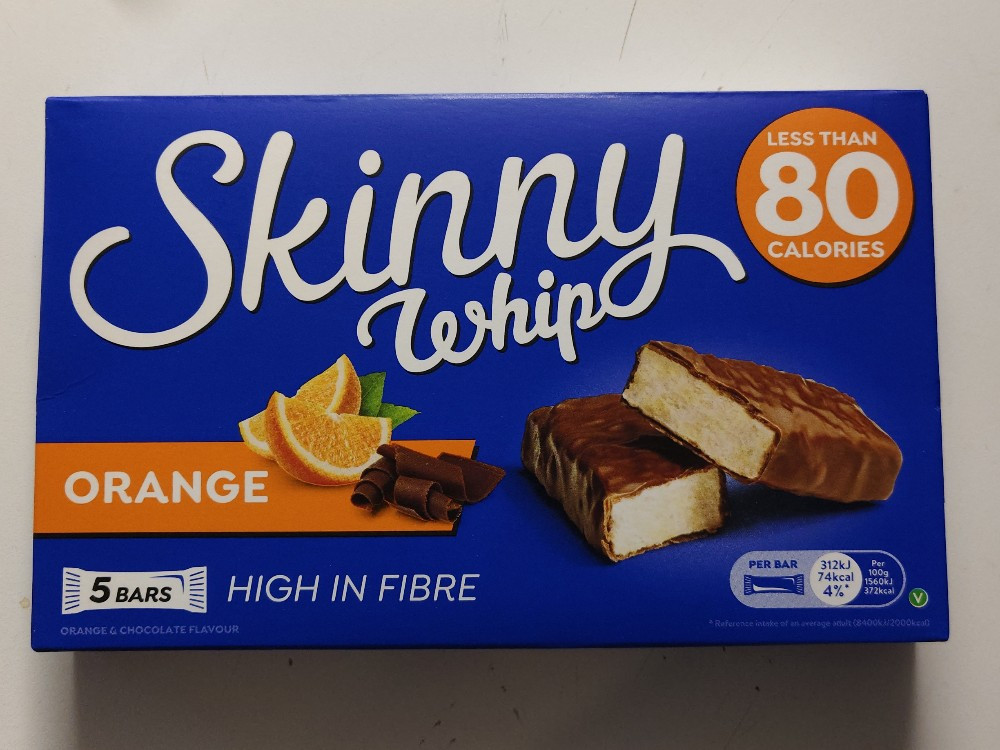 Skinny
Whip
LESS THAN
80
CALORIES
ORANGE
5 BARS
HIGH IN FIBRE
ORANGE & CHOCOLATE FLAVOUR
PER BAR
312kJ
74kcal
4%*
Per
100g
1560kJ
372kcal
V
* Reference intake of an average adult (8400kJ/2000kcal)